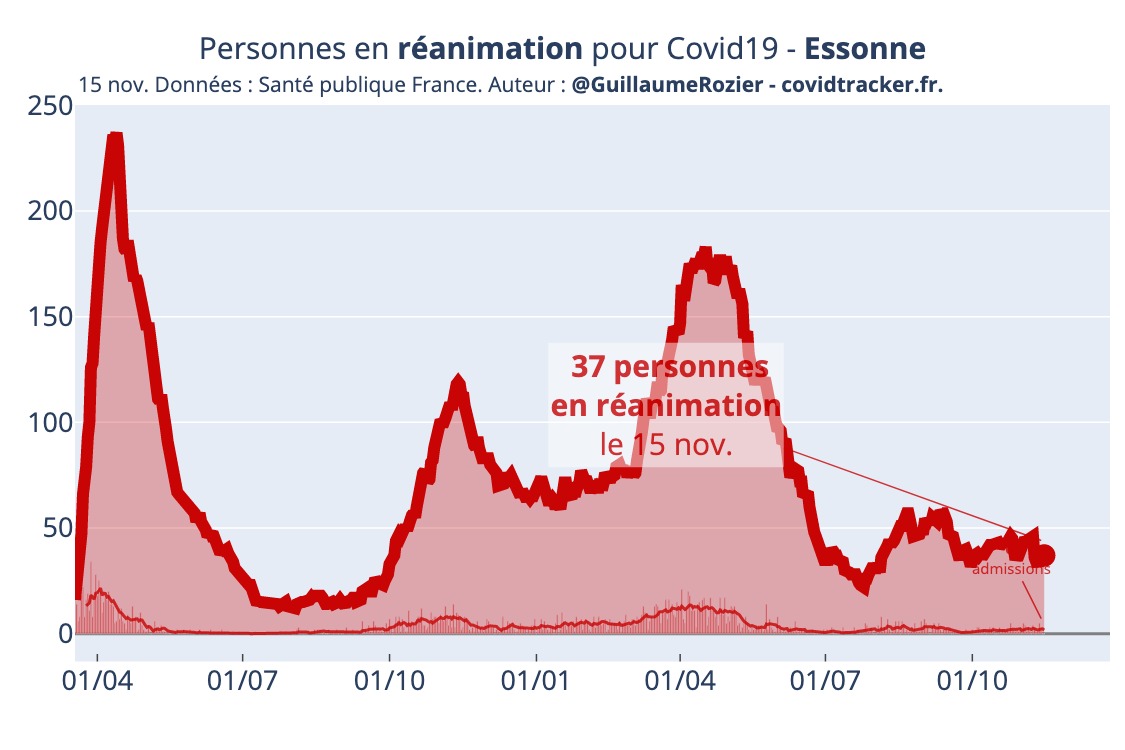 Personnes en réanimation pour Covid19 - Essonne
15 nov. Données : Santé publique France. Auteur : @GuillaumeRozier - covidtracker.fr.
250
200
150
100
50
0
37 personnes
en réanimation
le 15 nov.
admissions
01/04 01/07 01/10 01/01 01/04 01/07 01/10